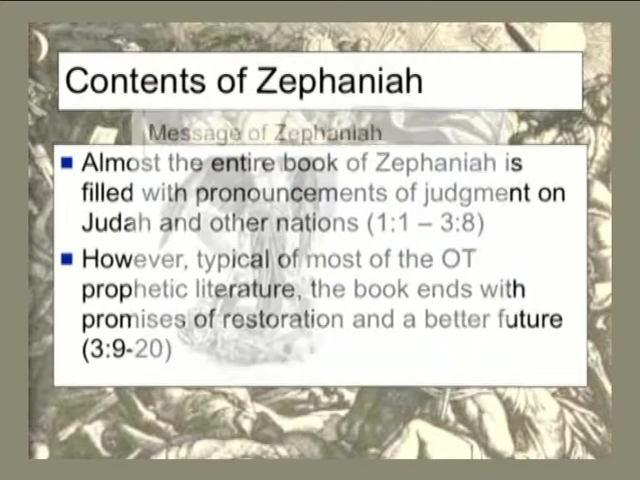 Contents of Zephaniah
Message of Zephaniah
Almost the entire book of Zephaniah is
filled with pronouncements of judgment on
Judah and other nations (1:1 – 3:8)
However, typical of most of the OT
prophetic literature, the book ends with
promises of restoration and a better future
(3:9-20)